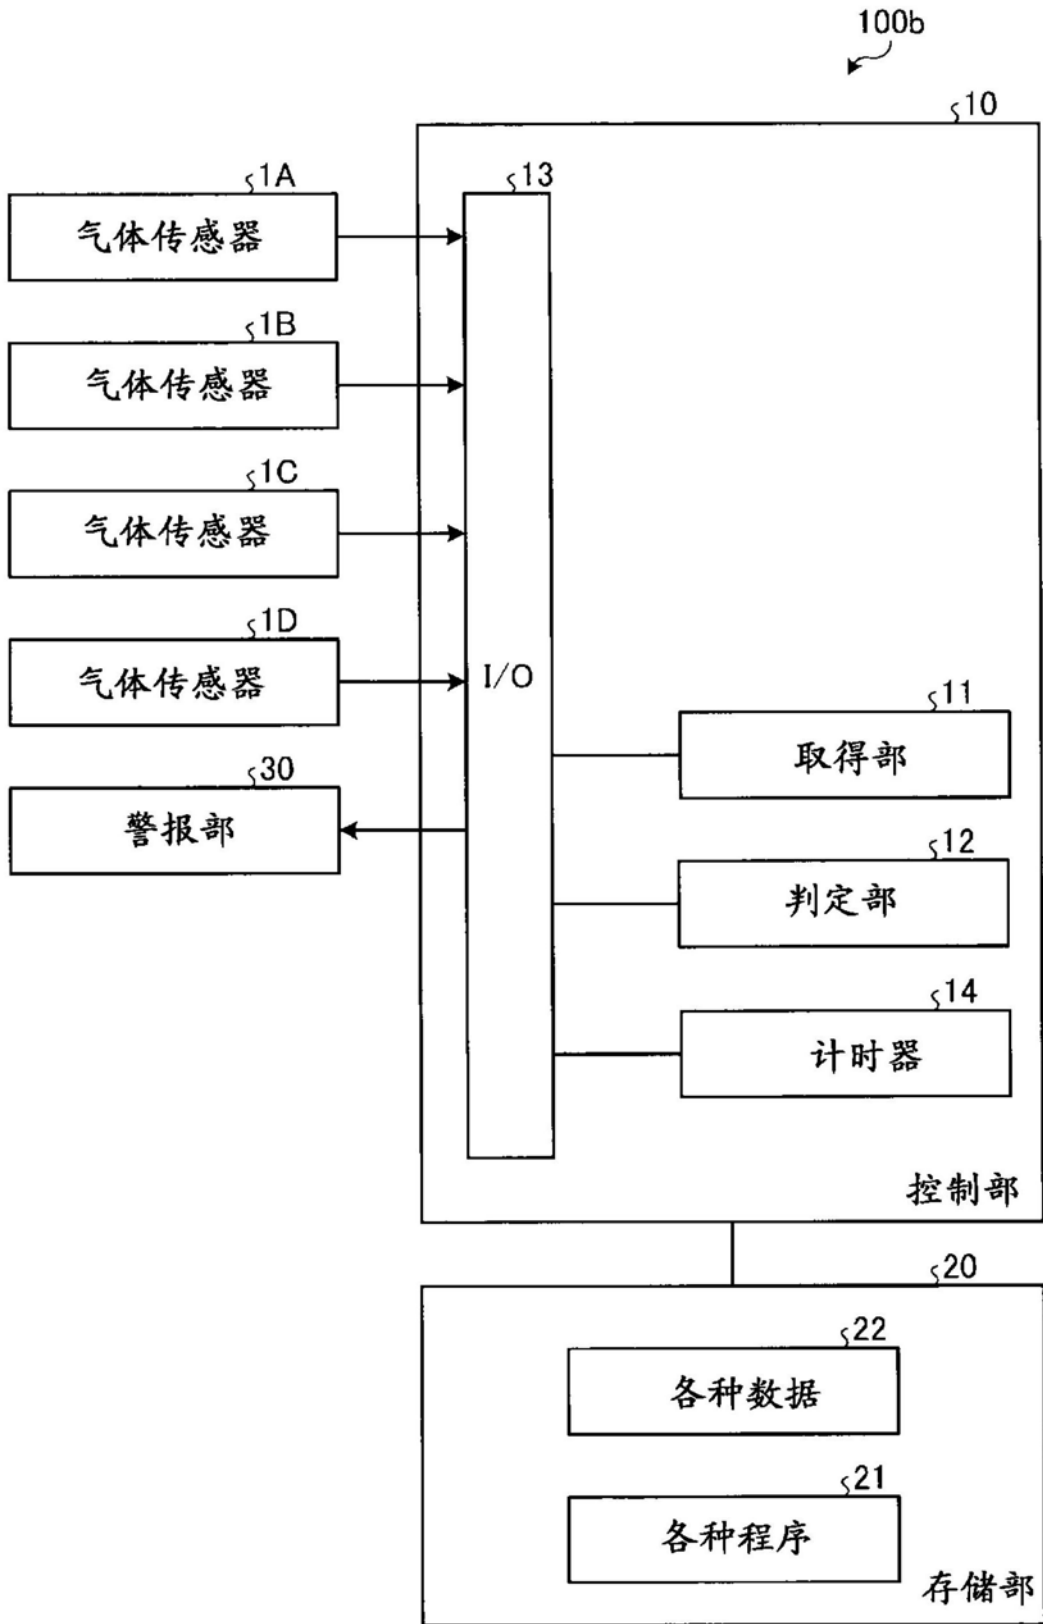 100b
10
1A
13
气体传感器
1B
气体传感器
1C
气体传感器
1D
气体传感器
I/O
11
取得部
30
警报部
12
判定部
14
计时器
控制部
20
22
各种数据
21
各种程序
存储部